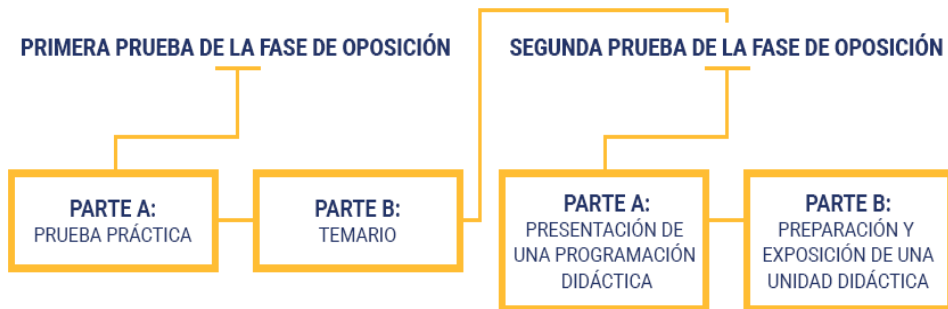 PRIMERA PRUEBA DE LA FASE DE OPOSICIÓN
PARTE A:
PRUEBA PRÁCTICA
PARTE B:
TEMARIO
SEGUNDA PRUEBA DE LA FASE DE OPOSICIÓN
PARTE A:
PRESENTACIÓN DE
UNA PROGRAMACIÓN
DIDÁCTICA
PARTE B:
PREPARACIÓN Y
EXPOSICIÓN DE UNA
UNIDAD DIDÁCTICA